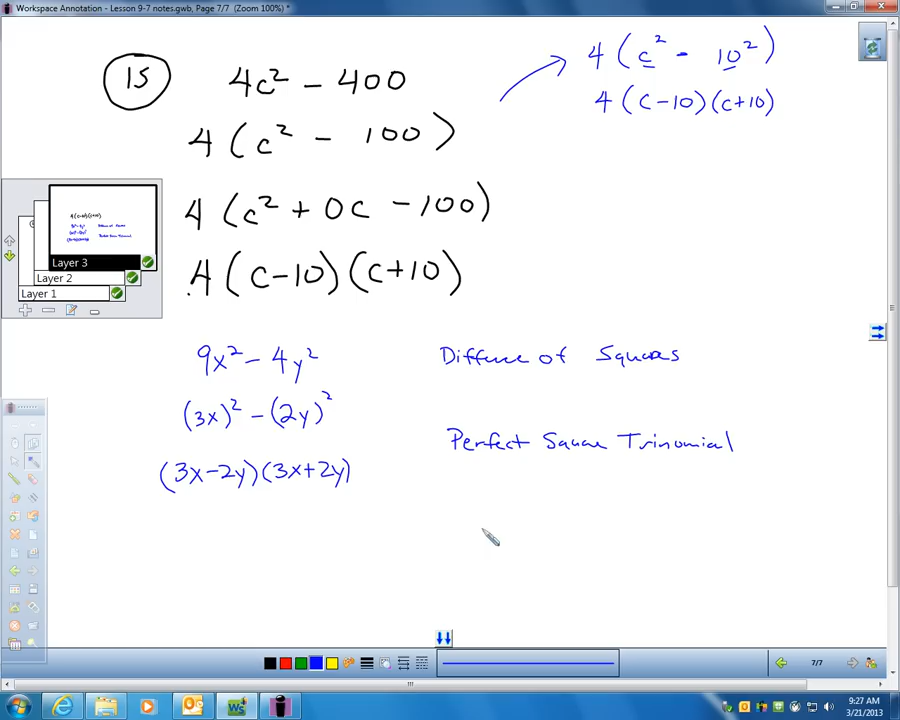 Workspace Annotation - Lesson 9-7 notes.gwb, Page 7/7 (Zoom 100%) *
15
4c² - 400
4(c² - 100)
4(c² + 0c - 100)
4(c-10)(c+10)
4(c² - 10²)
4(c-10)(c+10)
Layer 3
Layer 2
Layer 1
9x² - 4y²
(3x)² - (2y)²
(3x-2y)(3x+2y)
Diffence of Squares
Perfect Square Trinomial
7/7
9:27 AM
3/21/2013